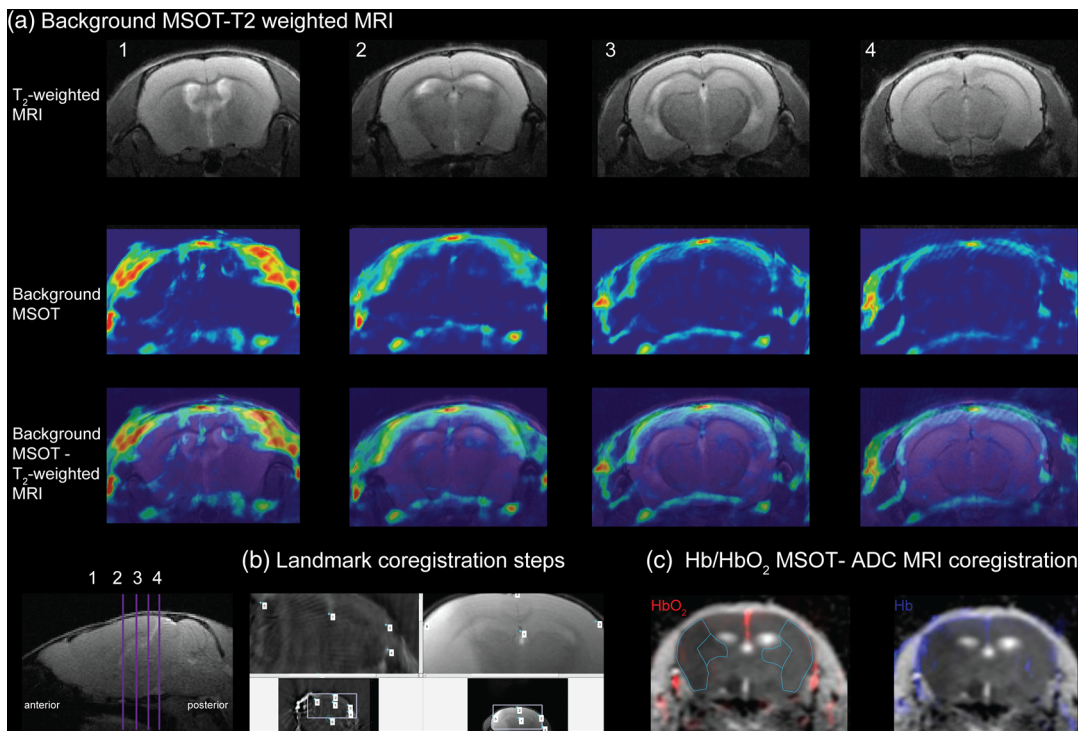 (a) Background MSOT-T2 weighted MRI
1 2 3 4
T₂-weighted
MRI
Background
MSOT
Background
MSOT -
T₂-weighted
MRI
(b) Landmark coregistration steps
(c) Hb/HbO₂ MSOT- ADC MRI coregistration
1 2 3 4
anterior
posterior
HbO₂
Hb